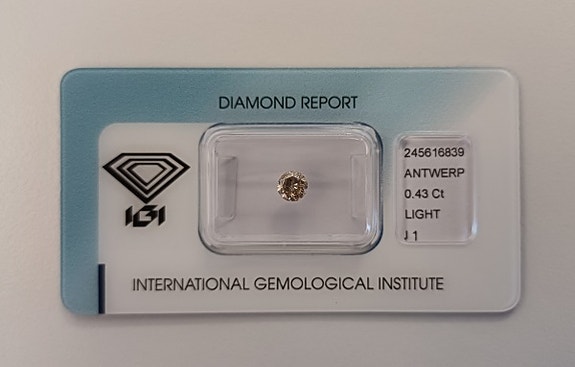 DIAMOND REPORT
IGI
245616839
ANTWERP
0.43 Ct
LIGHT
I 1
INTERNATIONAL GEMOLOGICAL INSTITUTE